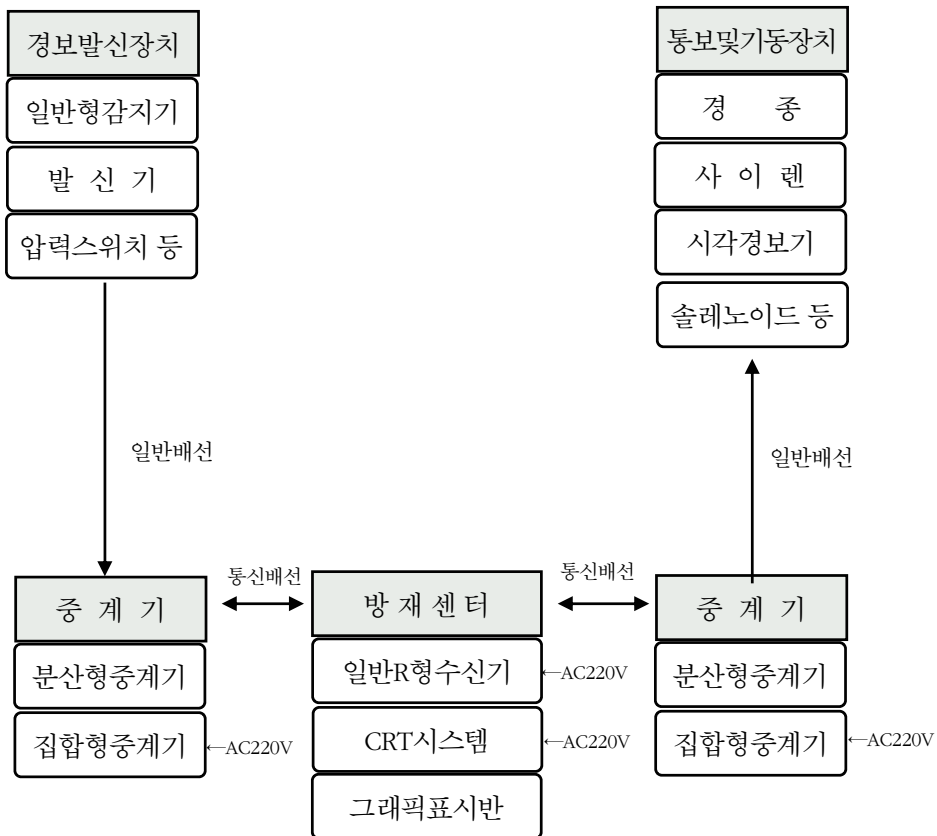 경보발신장치
일반형감지기
발 신 기
압력스위치 등
통보및기동장치
경 종
사 이 렌
시각경보기
솔레노이드 등
일반배선
일반배선
중 계 기
분산형중계기
집합형중계기
←AC220V
통신배선
방 재 센 터
일반R형수신기
←AC220V
CRT시스템
←AC220V
그래픽표시반
통신배선
중 계 기
분산형중계기
집합형중계기
←AC220V